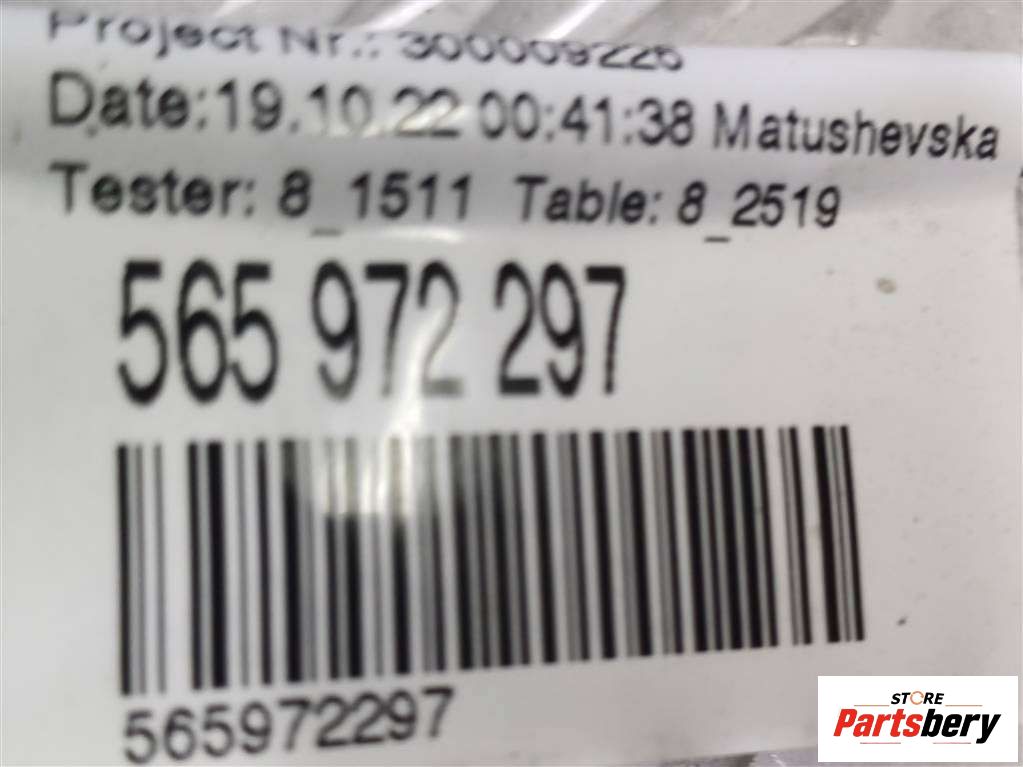 Project Nr.: 300009226
Date:19.10.22 00:41:38 Matushevska
Tester: 8_1511 Table: 8_2519
565 972 297
565972297
STORE
Partsbery